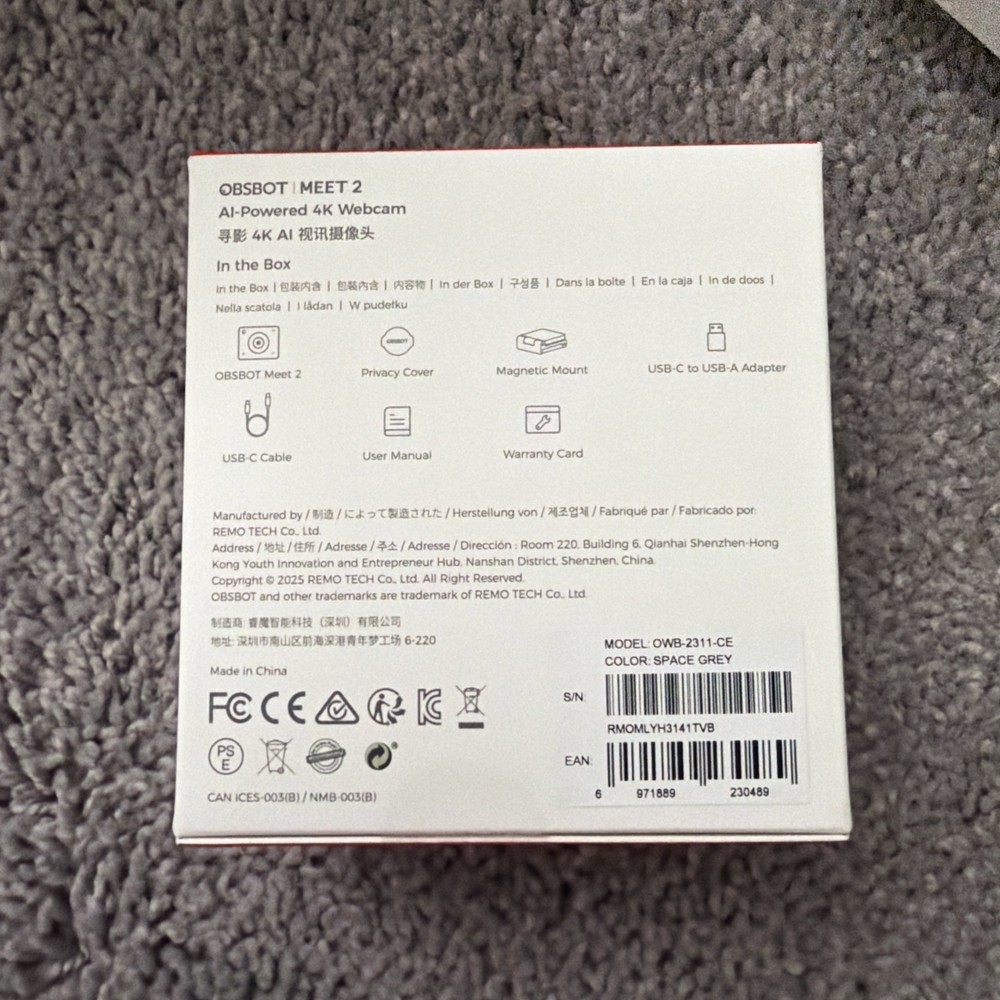 OBSBOT | MEET 2
AI-Powered 4K Webcam
寻影 4K AI 视讯摄像头
In the Box
In the Box | 包装内含 | 包裝內含 | 内容物 | In der Box | 구성품 | Dans la boîte | En la caja | In de doos |
Nella scatola | I lådan | W pudełku
OBSBOT
OBSBOT Meet 2
Privacy Cover
Magnetic Mount
USB-C to USB-A Adapter
USB-C Cable
User Manual
Warranty Card
Manufactured by / 制造 / によって製造された / Herstellung von / 제조업체 / Fabriqué par / Fabricado por:
REMO TECH Co., Ltd.
Address / 地址 / 住所 / Adresse / 주소 / Adresse / Dirección : Room 220, Building 6, Qianhai Shenzhen-Hong
Kong Youth Innovation and Entrepreneur Hub, Nanshan District, Shenzhen, China.
Copyright © 2025 REMO TECH Co., Ltd. All Right Reserved.
OBSBOT and other trademarks are trademark of REMO TECH Co., Ltd.
制造商: 睿魔智能科技（深圳）有限公司
地址: 深圳市南山区前海深港青年梦工场 6-220
Made in China
FC CE
PS
E
CAN ICES-003(B) / NMB-003(B)
MODEL: OWB-2311-CE
COLOR: SPACE GREY
S/N:
RMOMLYH3141TVB
EAN:
6 971889 230489